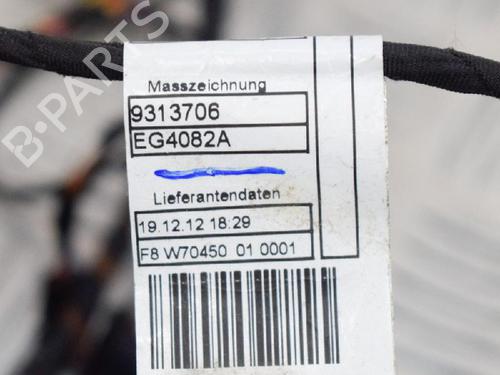 B-PARTS
Masszeichnung
9313706
EG4082A
Lieferantendaten
19.12.12 18:29
F8 W70450 01 0001